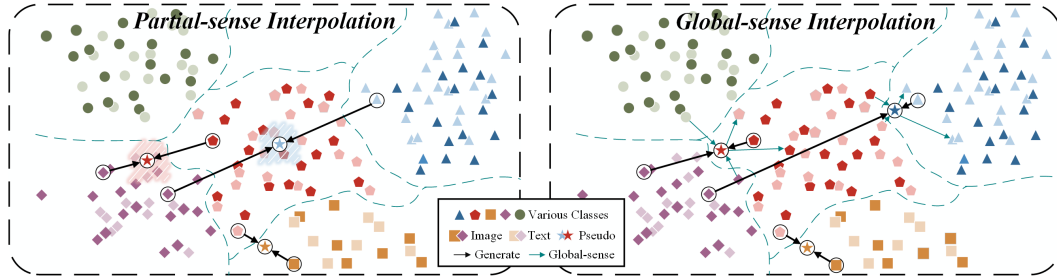 Partial-sense Interpolation
Global-sense Interpolation
Various Classes
Image Text Pseudo
Generate Global-sense